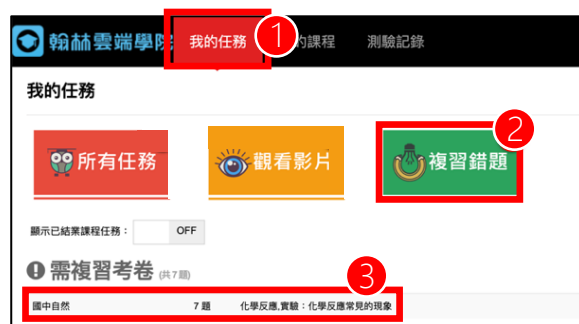 翰林雲端學院 我的任務 1 的課程 測驗記錄
我的任務
所有任務 觀看影片 複習錯題 2
顯示已結業課程任務： OFF
需複習考卷 (共7題) 3
國中自然 7 題 化學反應,實驗：化學反應常見的現象